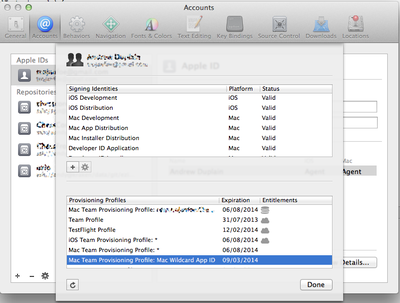 Accounts
General
Accounts
Behaviors
Navigation
Fonts & Colors
Text Editing
Key Bindings
Source Control
Downloads
Locations
Apple IDs
Repositories
Apple ID
Signing Identities Platform Status
iOS Development iOS Valid
iOS Distribution iOS Valid
Mac Development Mac Valid
Mac App Distribution Mac Valid
Mac Installer Distribution Mac Valid
Developer ID Application Mac Valid
Mac
Agent
Provisioning Profiles Expiration Entitlements
Mac Team Provisioning Profile: 06/08/2014
Team Profile 31/07/2013
TestFlight Profile 12/02/2014
iOS Team Provisioning Profile: * 06/08/2014
Mac Team Provisioning Profile: * 06/08/2014
Mac Team Provisioning Profile: Mac Wildcard App ID 09/03/2014
Details...
Done